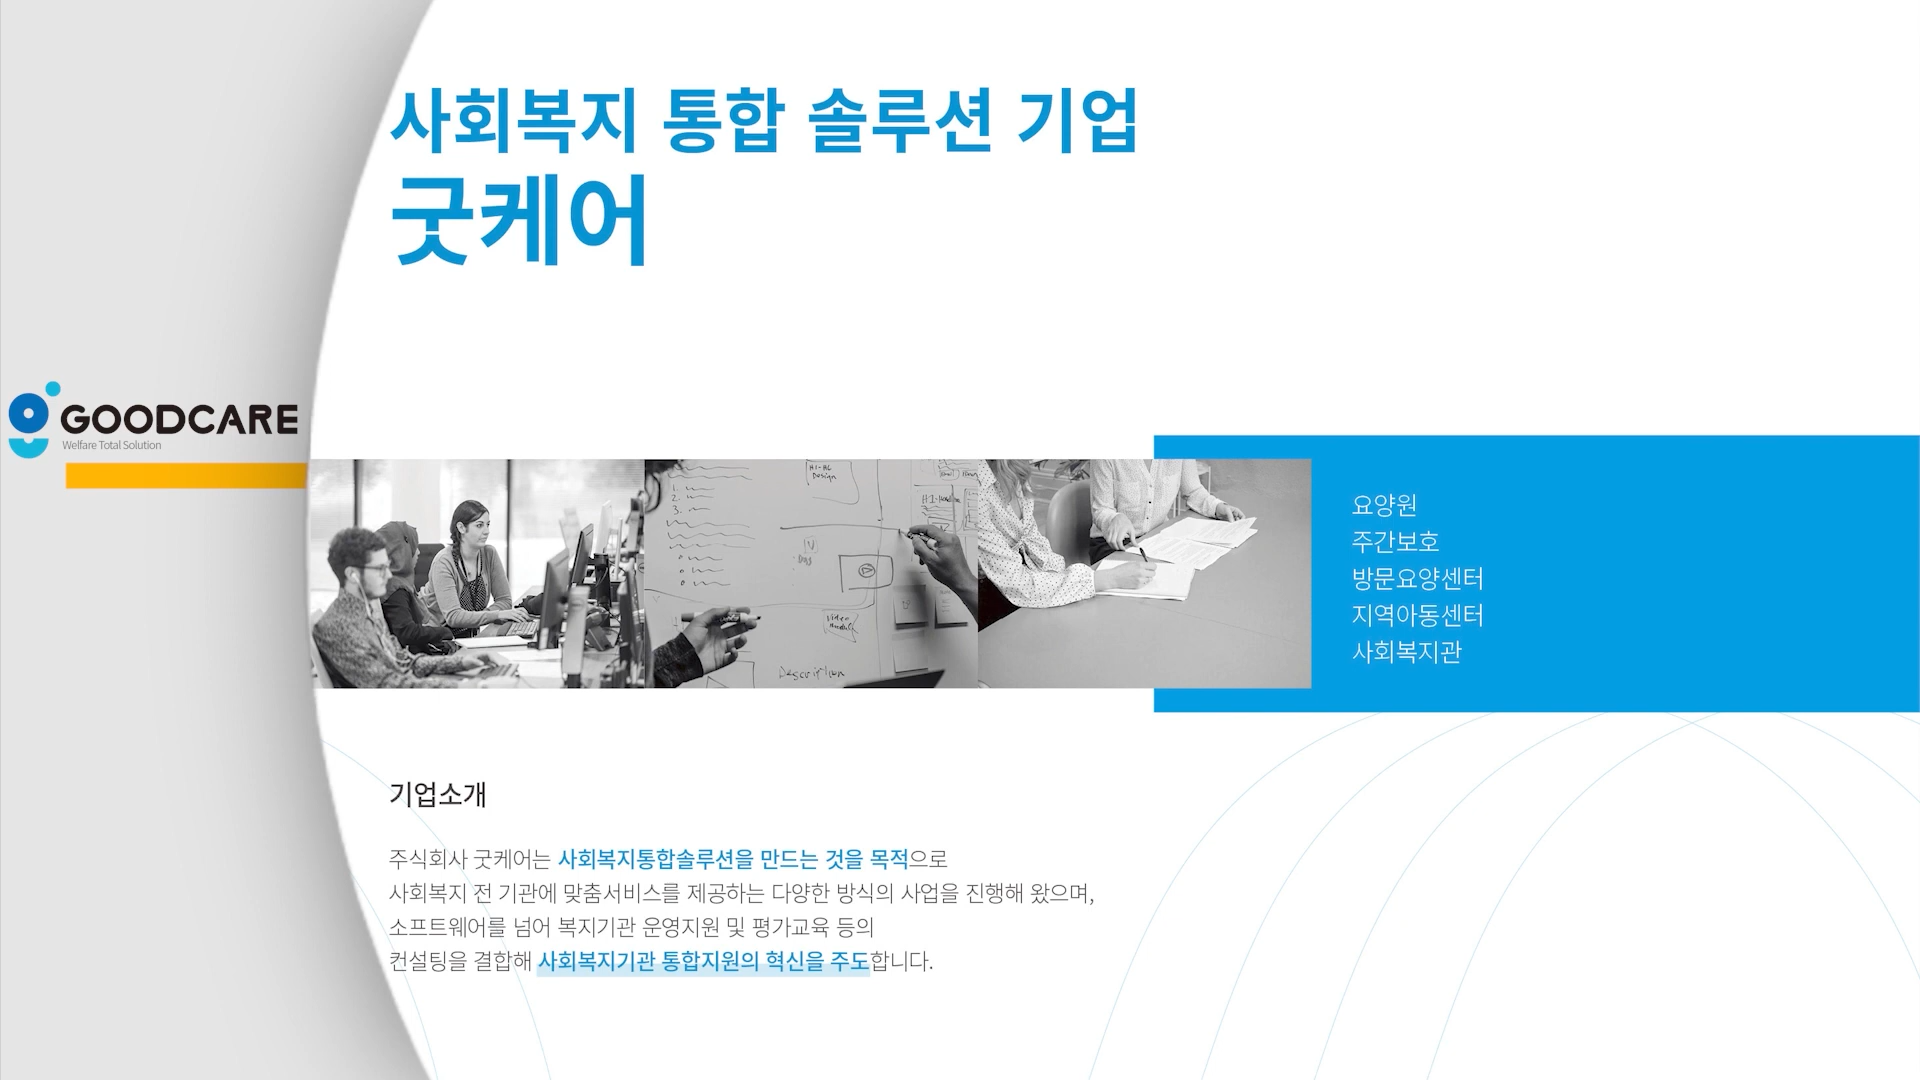 사회복지 통합 솔루션 기업
굿케어
GOODCARE
Welfare Total Solution
1.
2.
3.
Hi-RL
Design
Video
Description
요양원
주간보호
방문요양센터
지역아동센터
사회복지관
기업소개
주식회사 굿케어는 사회복지통합솔루션을 만드는 것을 목적으로
사회복지 전 기관에 맞춤서비스를 제공하는 다양한 방식의 사업을 진행해 왔으며,
소프트웨어를 넘어 복지기관 운영지원 및 평가교육 등의
컨설팅을 결합해 사회복지기관 통합지원의 혁신을 주도합니다.